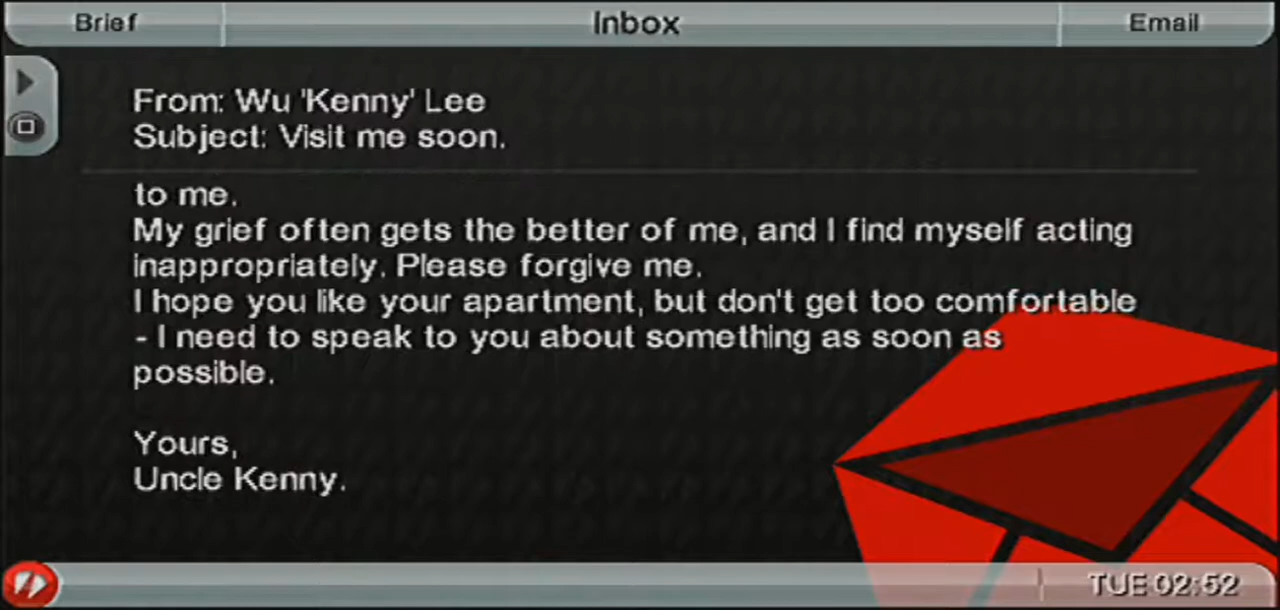 Brief
Inbox
Email
From: Wu 'Kenny' Lee
Subject: Visit me soon.
to me.
My grief often gets the better of me, and I find myself acting
inappropriately. Please forgive me.
I hope you like your apartment, but don't get too comfortable
- I need to speak to you about something as soon as
possible.
Yours,
Uncle Kenny.
TUE 02:52